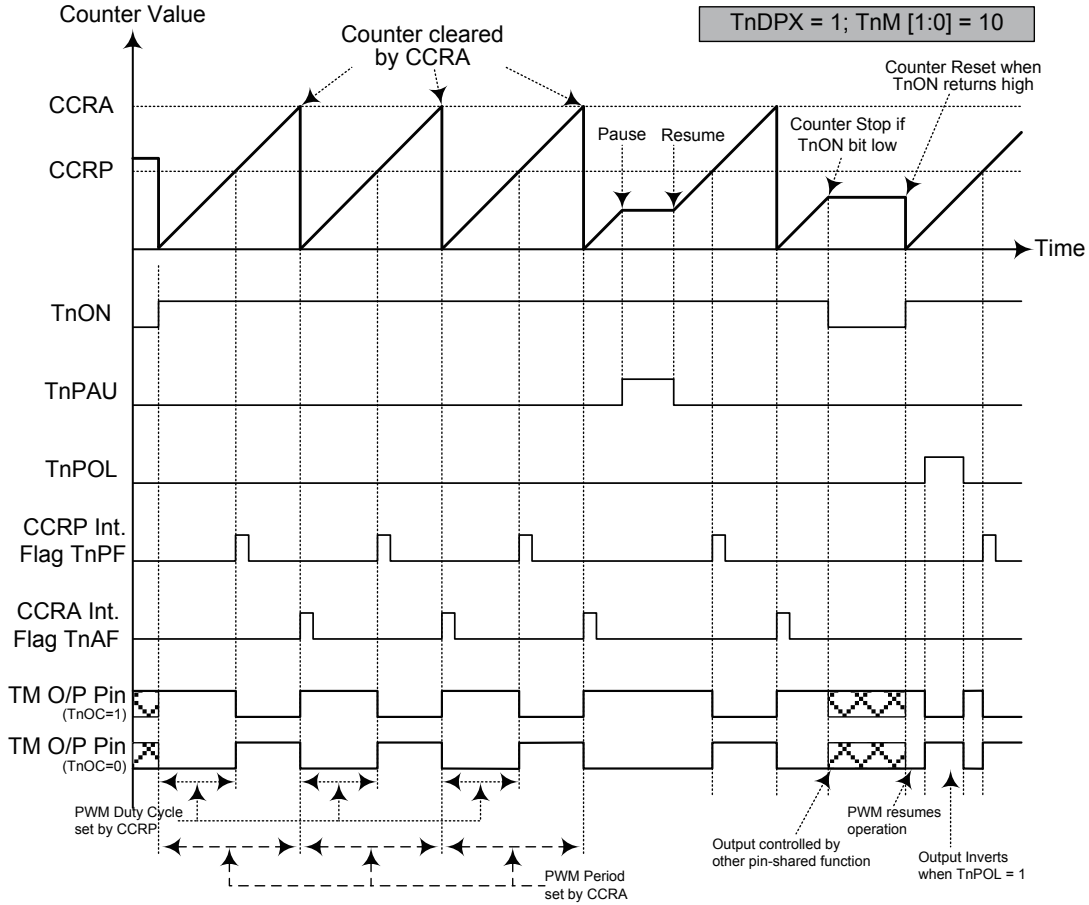 Counter Value
TnDPX = 1; TnM [1:0] = 10
Counter cleared
by CCRA
Counter Reset when
TnON returns high
CCRA
Pause
Resume
Counter Stop if
TnON bit low
CCRP
Time
TnON
TnPAU
TnPOL
CCRP Int.
Flag TnPF
CCRA Int.
Flag TnAF
TM O/P Pin
(TnOC=1)
TM O/P Pin
(TnOC=0)
PWM Duty Cycle
set by CCRP
PWM resumes
operation
Output controlled by
other pin-shared function
Output Inverts
when TnPOL = 1
PWM Period
set by CCRA